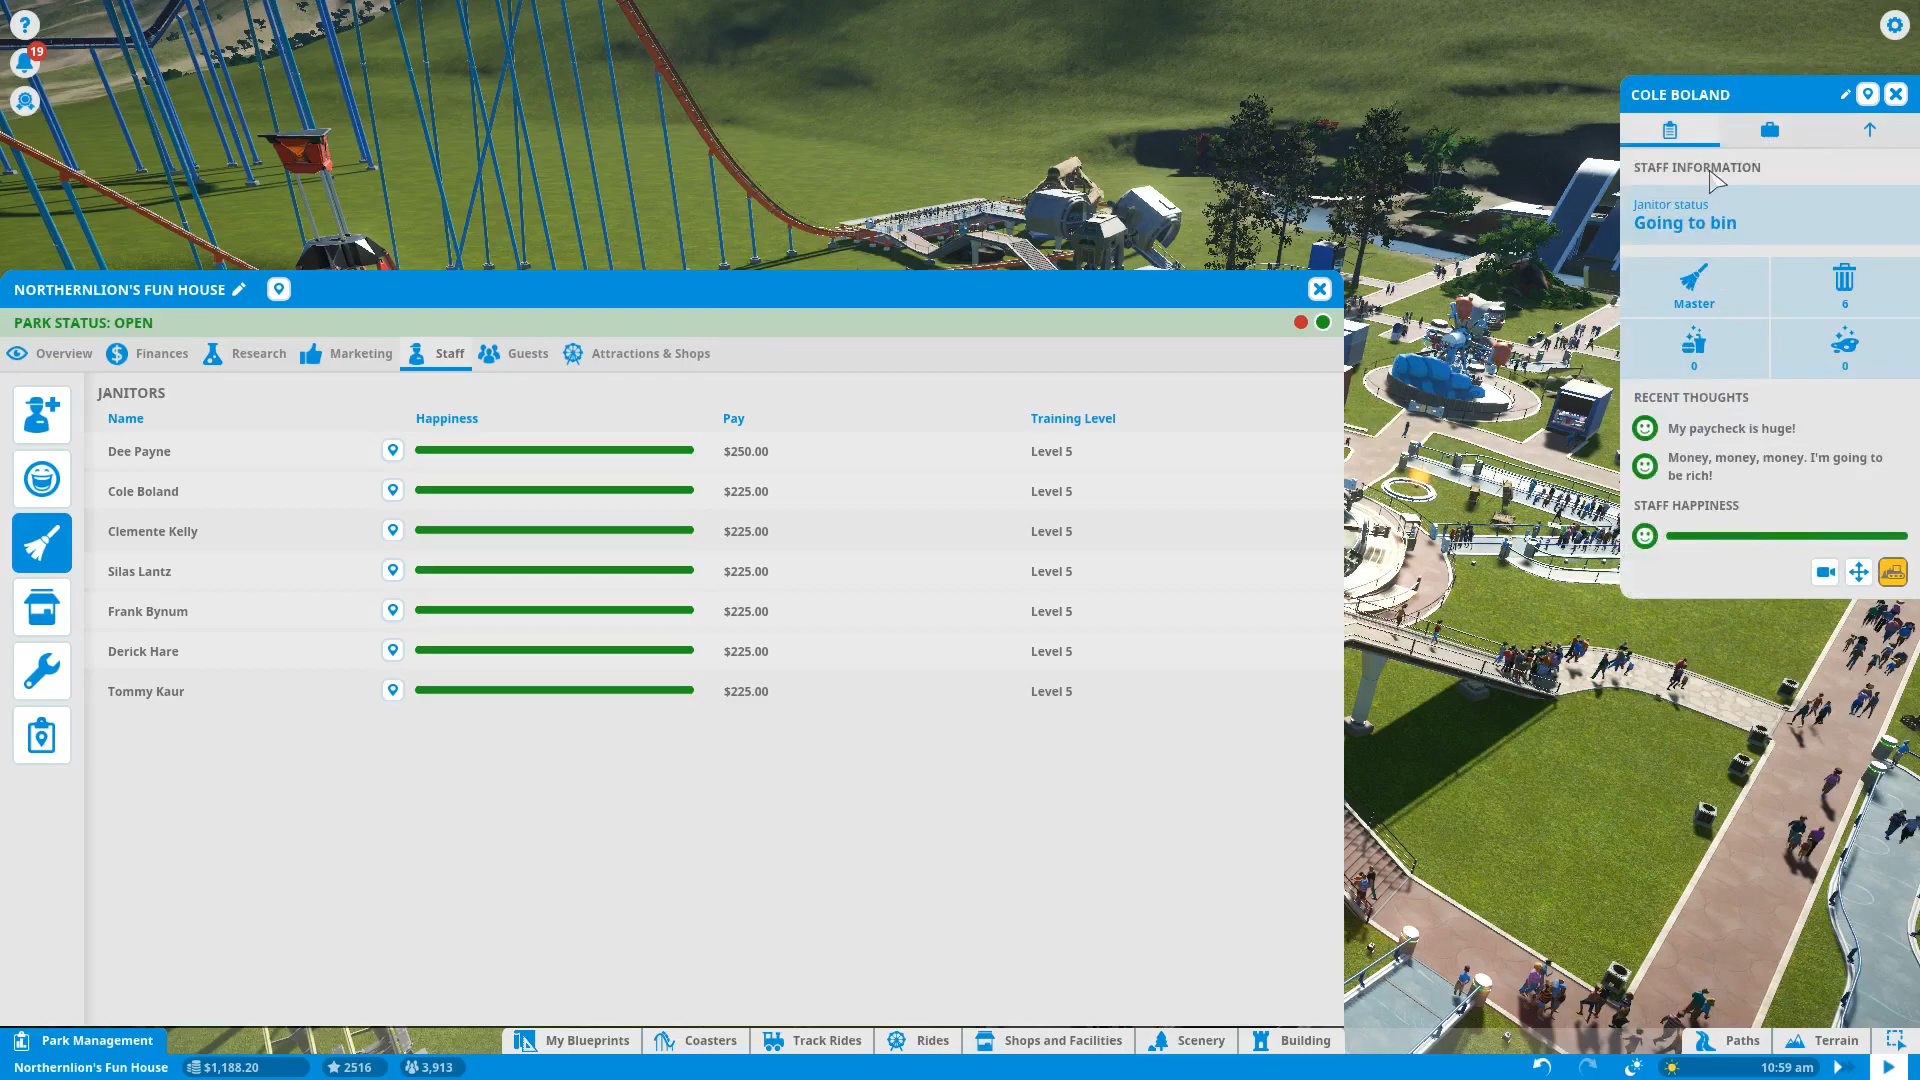 ?
19
COLE BOLAND
STAFF INFORMATION
Janitor status
Going to bin
Master
6
0
0
RECENT THOUGHTS
My paycheck is huge!
Money, money, money. I'm going to
be rich!
STAFF HAPPINESS
NORTHERNLION'S FUN HOUSE
PARK STATUS: OPEN
Overview
Finances
Research
Marketing
Staff
Guests
Attractions & Shops
JANITORS
Name Happiness Pay Training Level
Dee Payne $250.00 Level 5
Cole Boland $225.00 Level 5
Clemente Kelly $225.00 Level 5
Silas Lantz $225.00 Level 5
Frank Bynum $225.00 Level 5
Derick Hare $225.00 Level 5
Tommy Kaur $225.00 Level 5
Park Management
My Blueprints
Coasters
Track Rides
Rides
Shops and Facilities
Scenery
Building
Paths
Terrain
Northernlion's Fun House
$1,188.20
2516
3,913
10:59 am